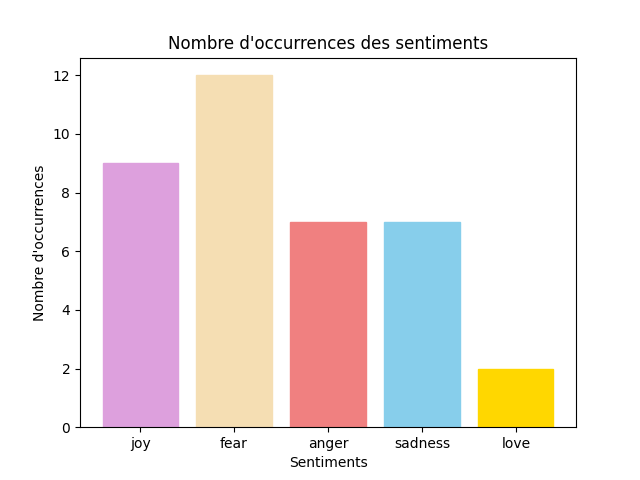 Nombre d'occurrences des sentiments
Nombre d'occurrences
12
10
8
6
4
2
0
joy fear anger sadness love
Sentiments